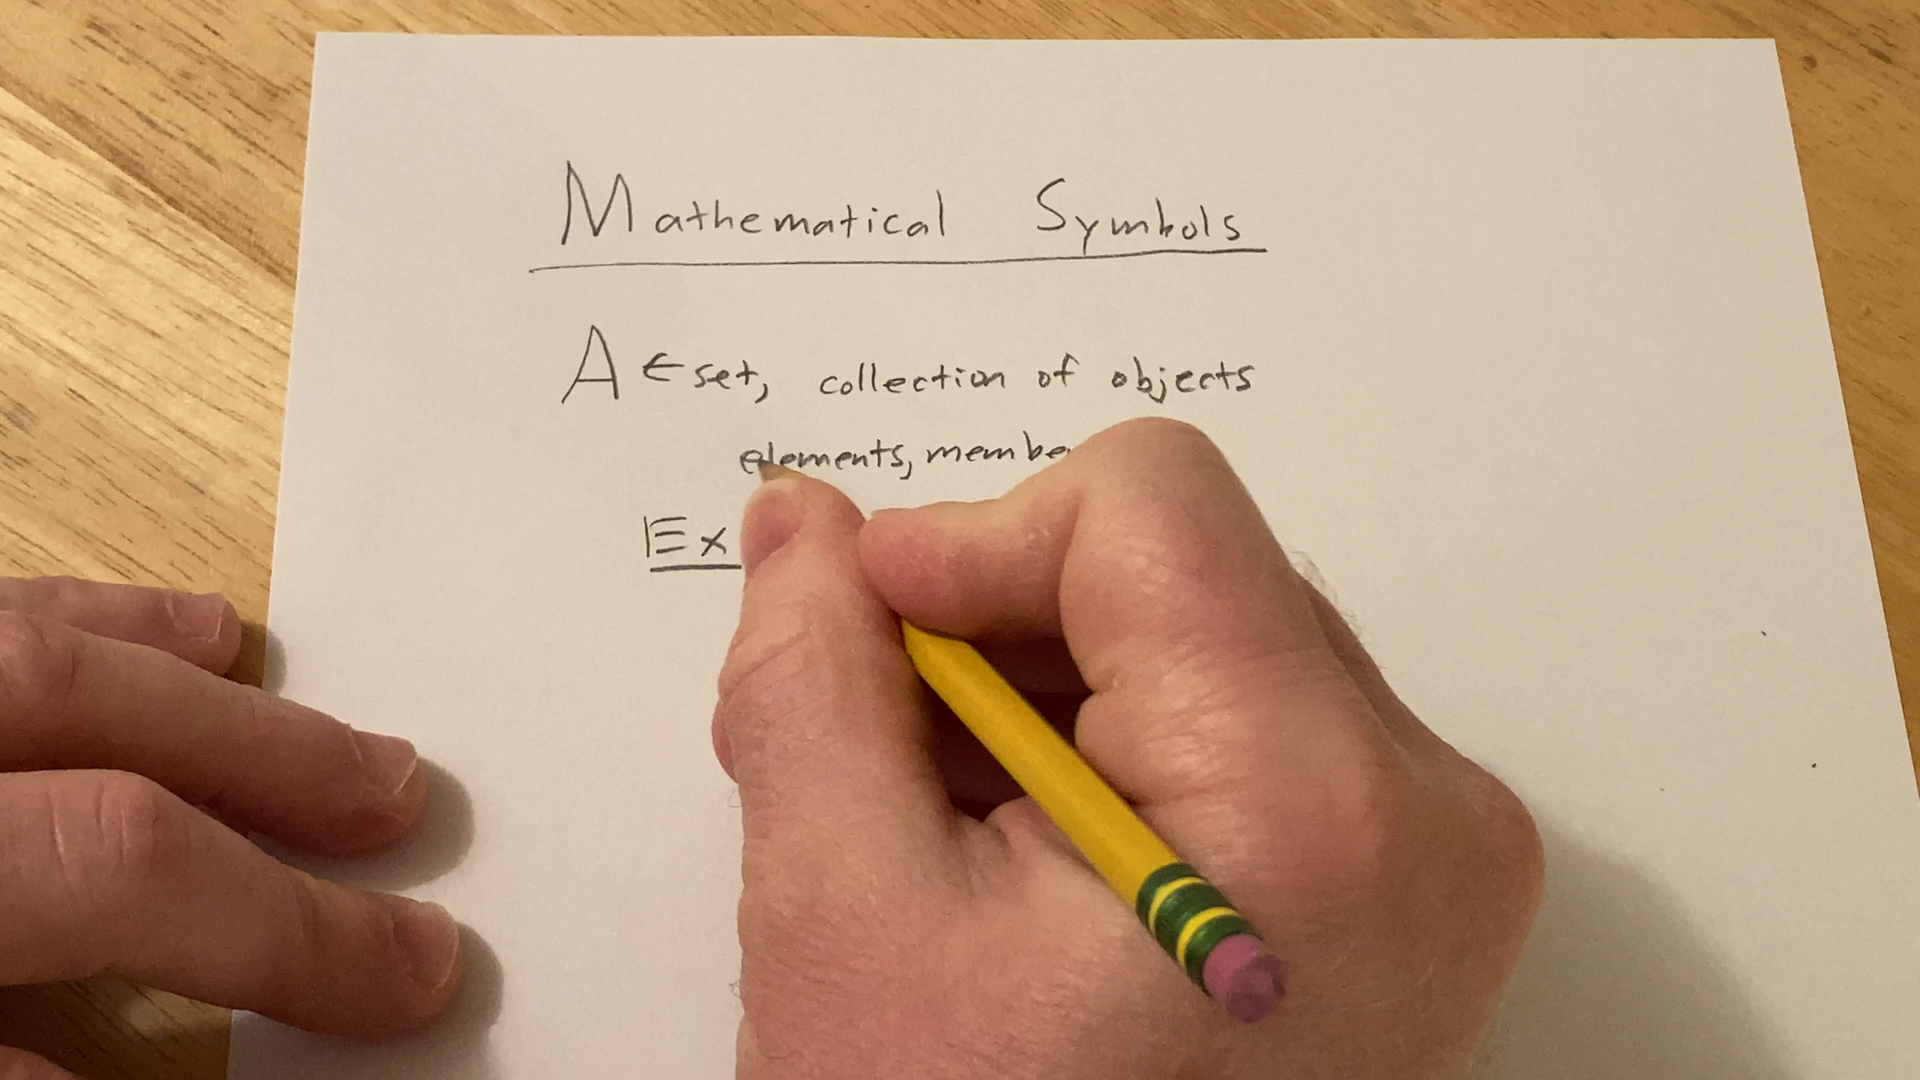 Mathematical Symbols
A ← set, collection of objects
elements, membe
Ex